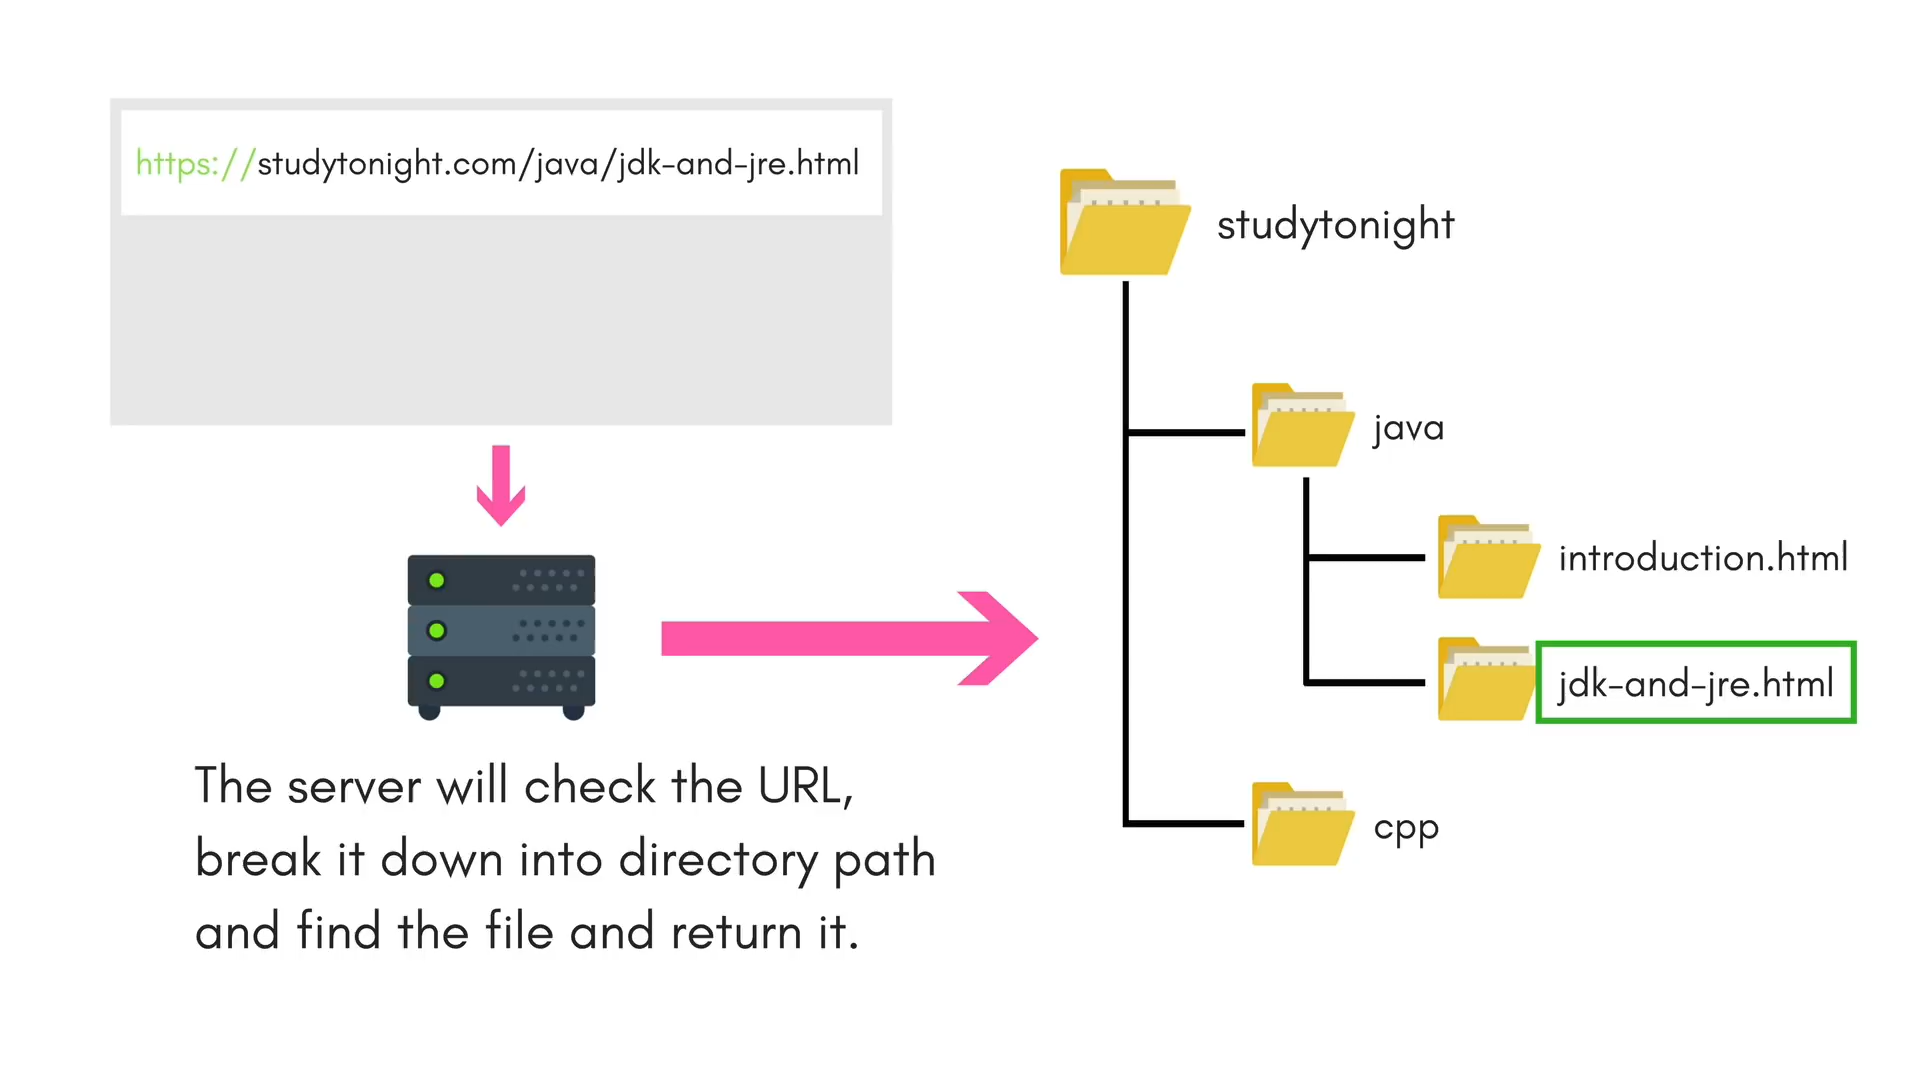 https://studytonight.com/java/jdk-and-jre.html
The server will check the URL,
break it down into directory path
and find the file and return it.
studytonight
java
introduction.html
jdk-and-jre.html
cpp